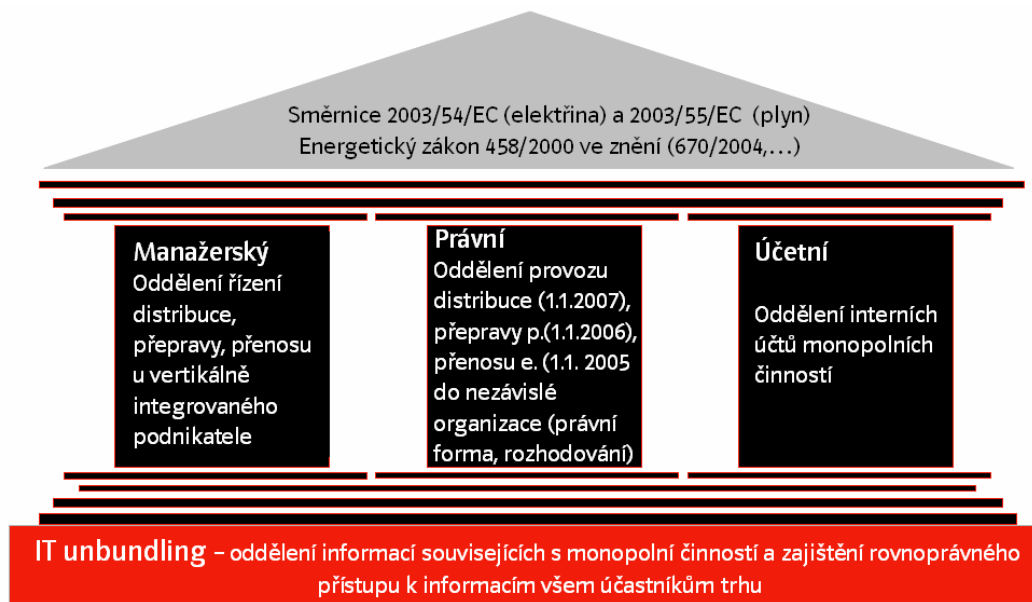 Směrnice 2003/54/EC (elektřina) a 2003/55/EC (plyn)
Energetický zákon 458/2000 ve znění (670/2004,...)
Manažerský
Oddělení řízení
distribuce,
přepravy, přenosu
u vertikálně
integrovaného
podnikatele
Právní
Oddělení provozu
distribuce (1.1.2007),
přepravy p.(1.1.2006),
přenosu e. (1.1. 2005
do nezávislé
organizace (právní
forma, rozhodování)
Účetní
Oddělení interních
účtů monopolních
činností
IT unbundling – oddělení informací souvisejících s monopolní činností a zajištění rovnoprávného
přístupu k informacím všem účastníkům trhu